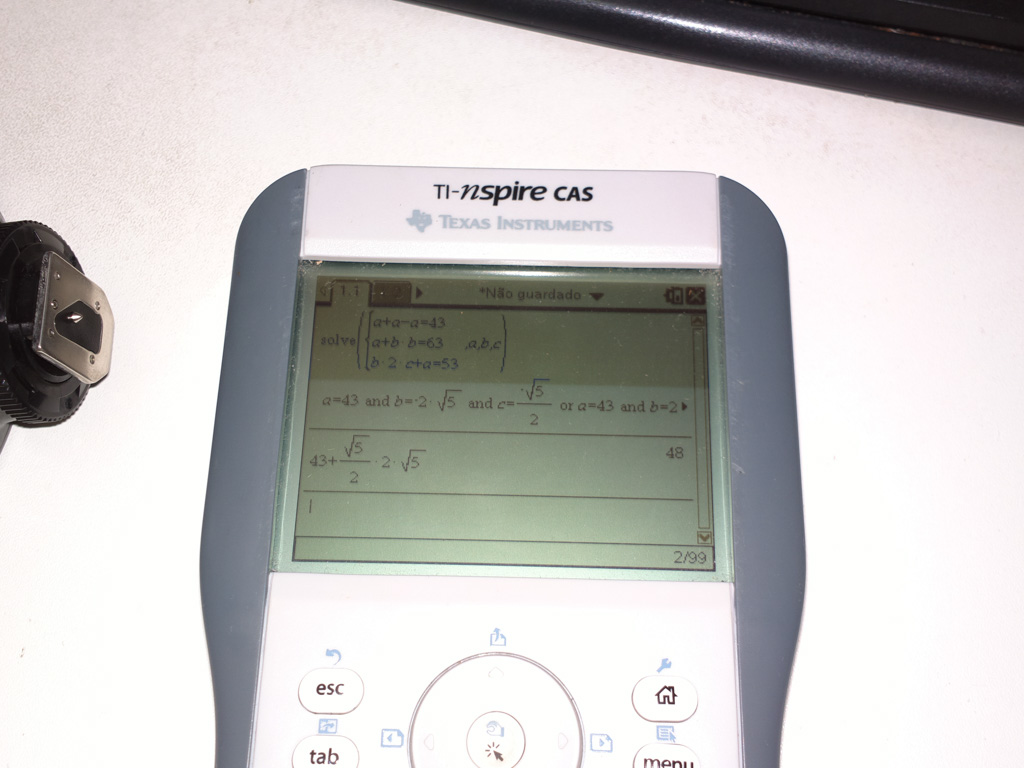 TI-nspire CAS
TEXAS INSTRUMENTS
1.1 *Não guardado
a+a−a=43
solve( a+b·b=63 ,a,b,c)
b·2·c+a=53
a=43 and b=-2·√5 and c=-√5/2 or a=43 and b=2
43+√5/2·2·√5 48
2/99
esc
tab
menu